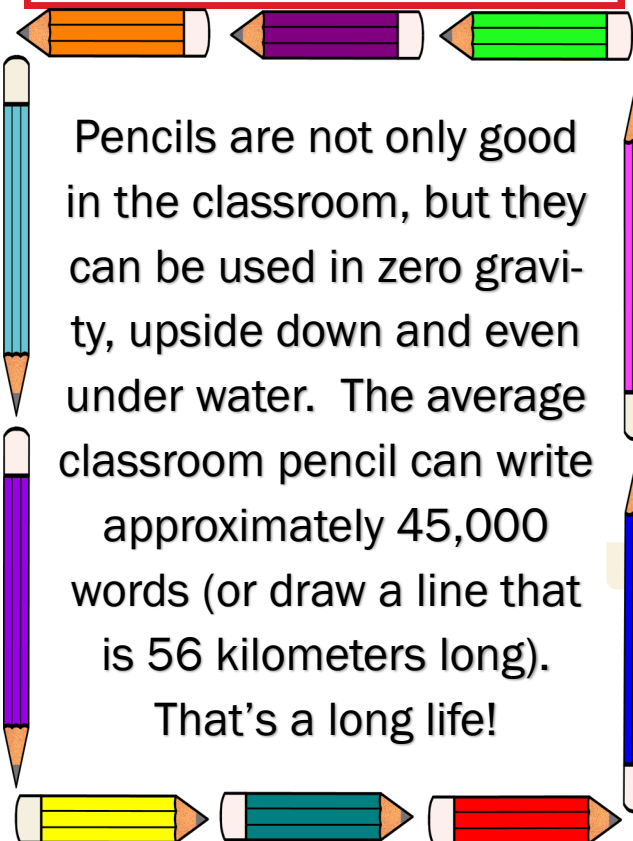 Pencils are not only good
in the classroom, but they
can be used in zero gravi-
ty, upside down and even
under water.  The average
classroom pencil can write
approximately 45,000
words (or draw a line that
is 56 kilometers long).
That’s a long life!